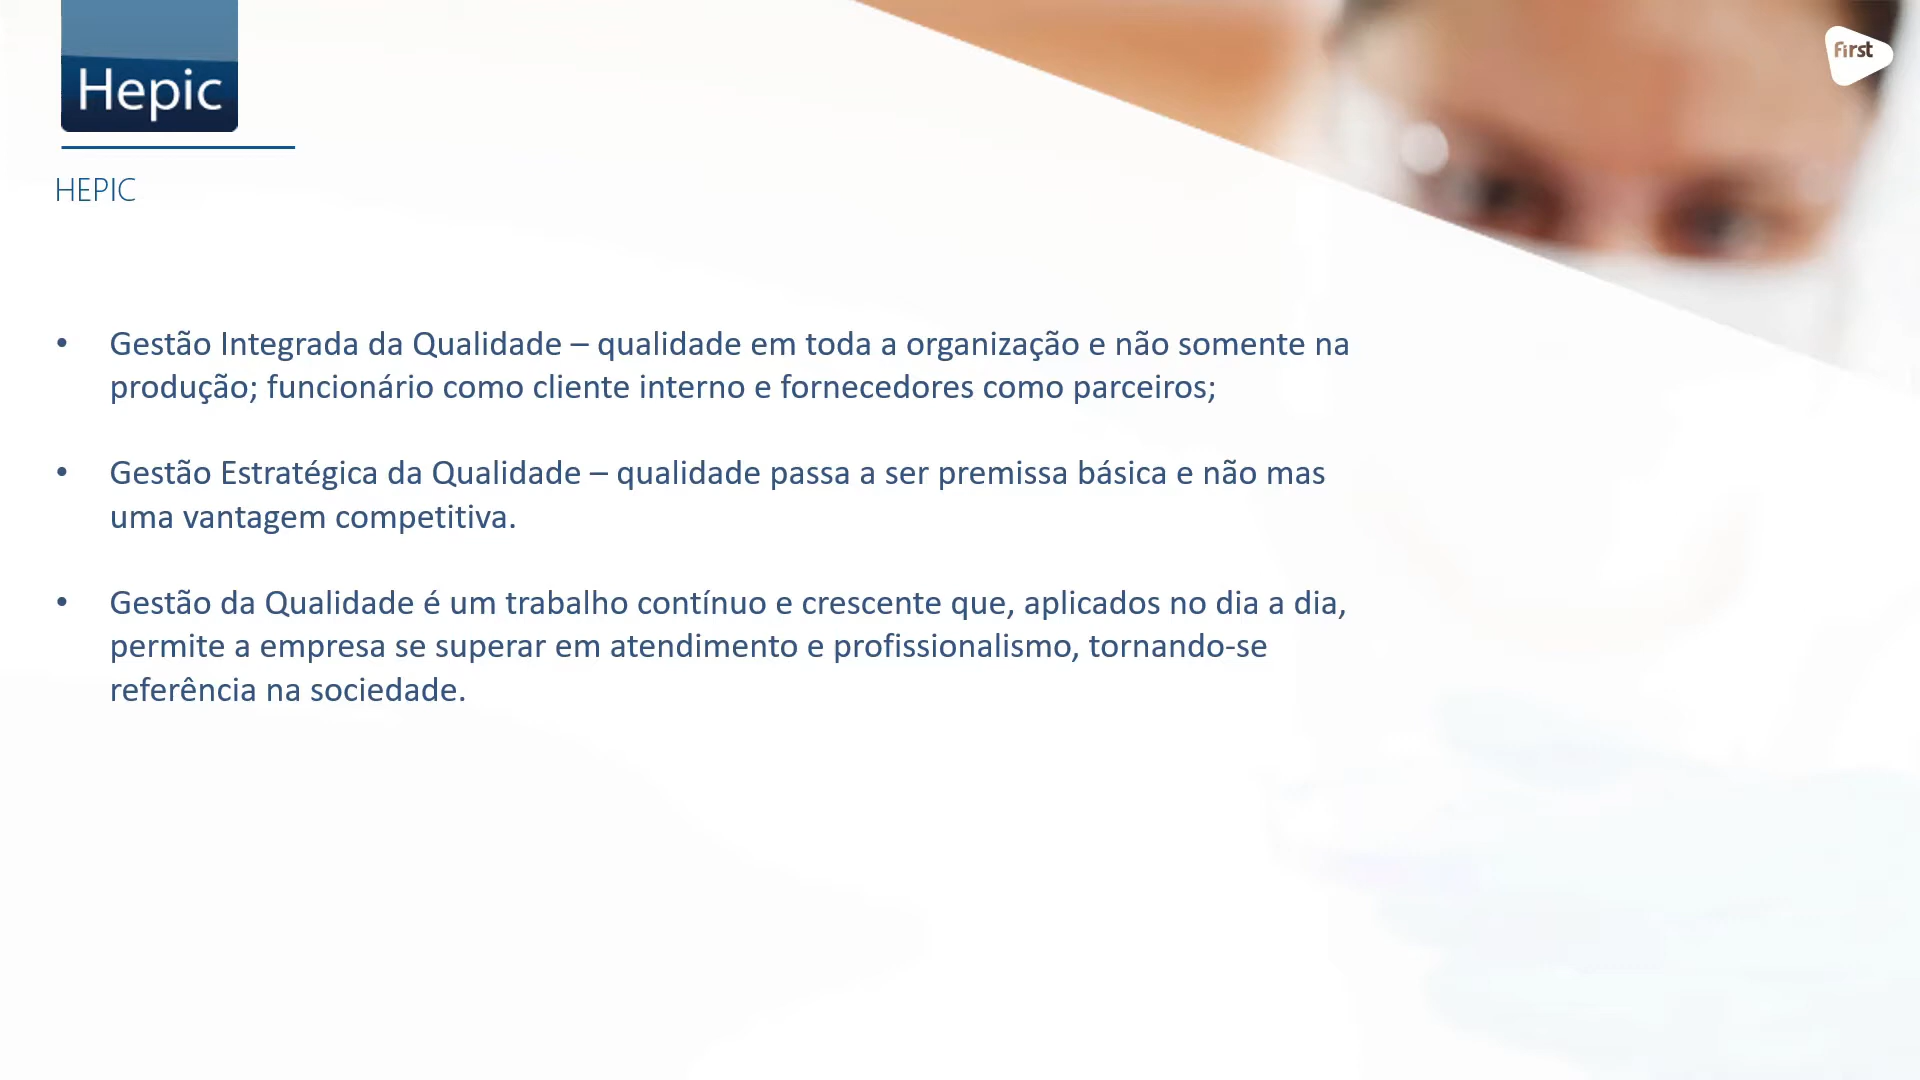 Hepic
First
HEPIC
• Gestão Integrada da Qualidade – qualidade em toda a organização e não somente na
produção; funcionário como cliente interno e fornecedores como parceiros;
• Gestão Estratégica da Qualidade – qualidade passa a ser premissa básica e não mas
uma vantagem competitiva.
• Gestão da Qualidade é um trabalho contínuo e crescente que, aplicados no dia a dia,
permite a empresa se superar em atendimento e profissionalismo, tornando-se
referência na sociedade.